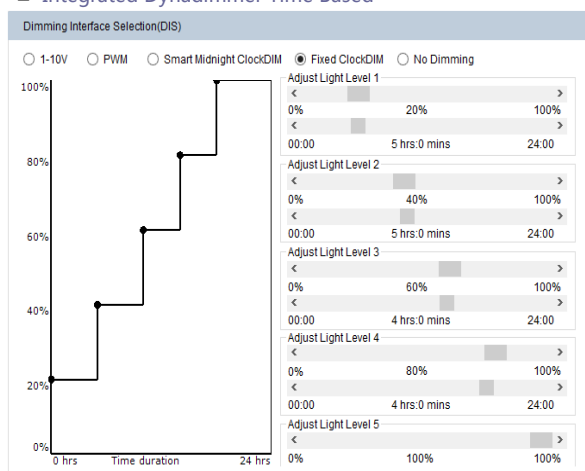 Integrated Dynadimmer Time Based
Dimming Interface Selection(DIS)
1-10V PWM Smart Midnight ClockDIM Fixed ClockDIM No Dimming
100%
80%
60%
40%
20%
0%
0 hrs Time duration 24 hrs
Adjust Light Level 1
0% 20% 100%
00:00 5 hrs:0 mins 24:00
Adjust Light Level 2
0% 40% 100%
00:00 5 hrs:0 mins 24:00
Adjust Light Level 3
0% 60% 100%
00:00 4 hrs:0 mins 24:00
Adjust Light Level 4
0% 80% 100%
00:00 4 hrs:0 mins 24:00
Adjust Light Level 5
0% 100% 100%